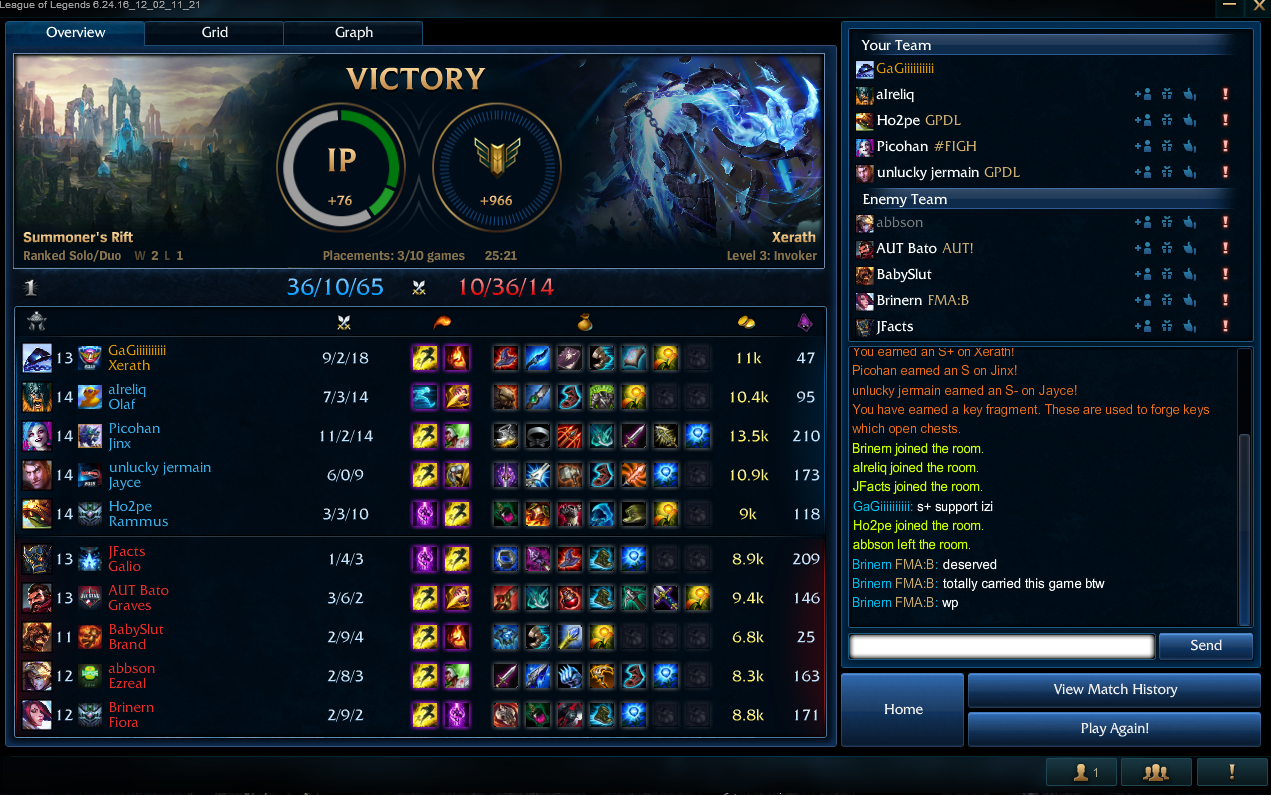 League of Legends 6.24.16_12_02_11_21
Overview Grid Graph
VICTORY
IP
+76
+966
Summoner's Rift
Xerath
Ranked Solo/Duo W 2 L 1 Placements: 3/10 games 25:21 Level 3: Invoker
1 36/10/65 10/36/14
13 GaGiiiiiiiiii 9/2/18 11k 47
Xerath
14 alreliq 7/3/14 10.4k 95
Olaf
14 Picohan 11/2/14 13.5k 210
Jinx
14 unlucky jermain 6/0/9 10.9k 173
Jayce
14 Ho2pe 3/3/10 9k 118
Rammus
13 JFacts 1/4/3 8.9k 209
Galio
13 AUT Bato 3/6/2 9.4k 146
Graves
11 BabySlut 2/9/4 6.8k 25
Brand
12 abbson 2/8/3 8.3k 163
Ezreal
12 Brinern 2/9/2 8.8k 171
Fiora
Your Team
GaGiiiiiiiiii
alreliq
Ho2pe GPDL
Picohan #FIGH
unlucky jermain GPDL
Enemy Team
abbson
AUT Bato AUT!
BabySlut
Brinern FMA:B
JFacts
You earned an S+ on Xerath!
Picohan earned an S on Jinx!
unlucky jermain earned an S- on Jayce!
You have earned a key fragment. These are used to forge keys
which open chests.
Brinern joined the room.
alreliq joined the room.
JFacts joined the room.
GaGiiiiiiiiii: s+ support izi
Ho2pe joined the room.
abbson left the room.
Brinern FMA:B: deserved
Brinern FMA:B: totally carried this game btw
Brinern FMA:B: wp
Send
Home
View Match History
Play Again!
1